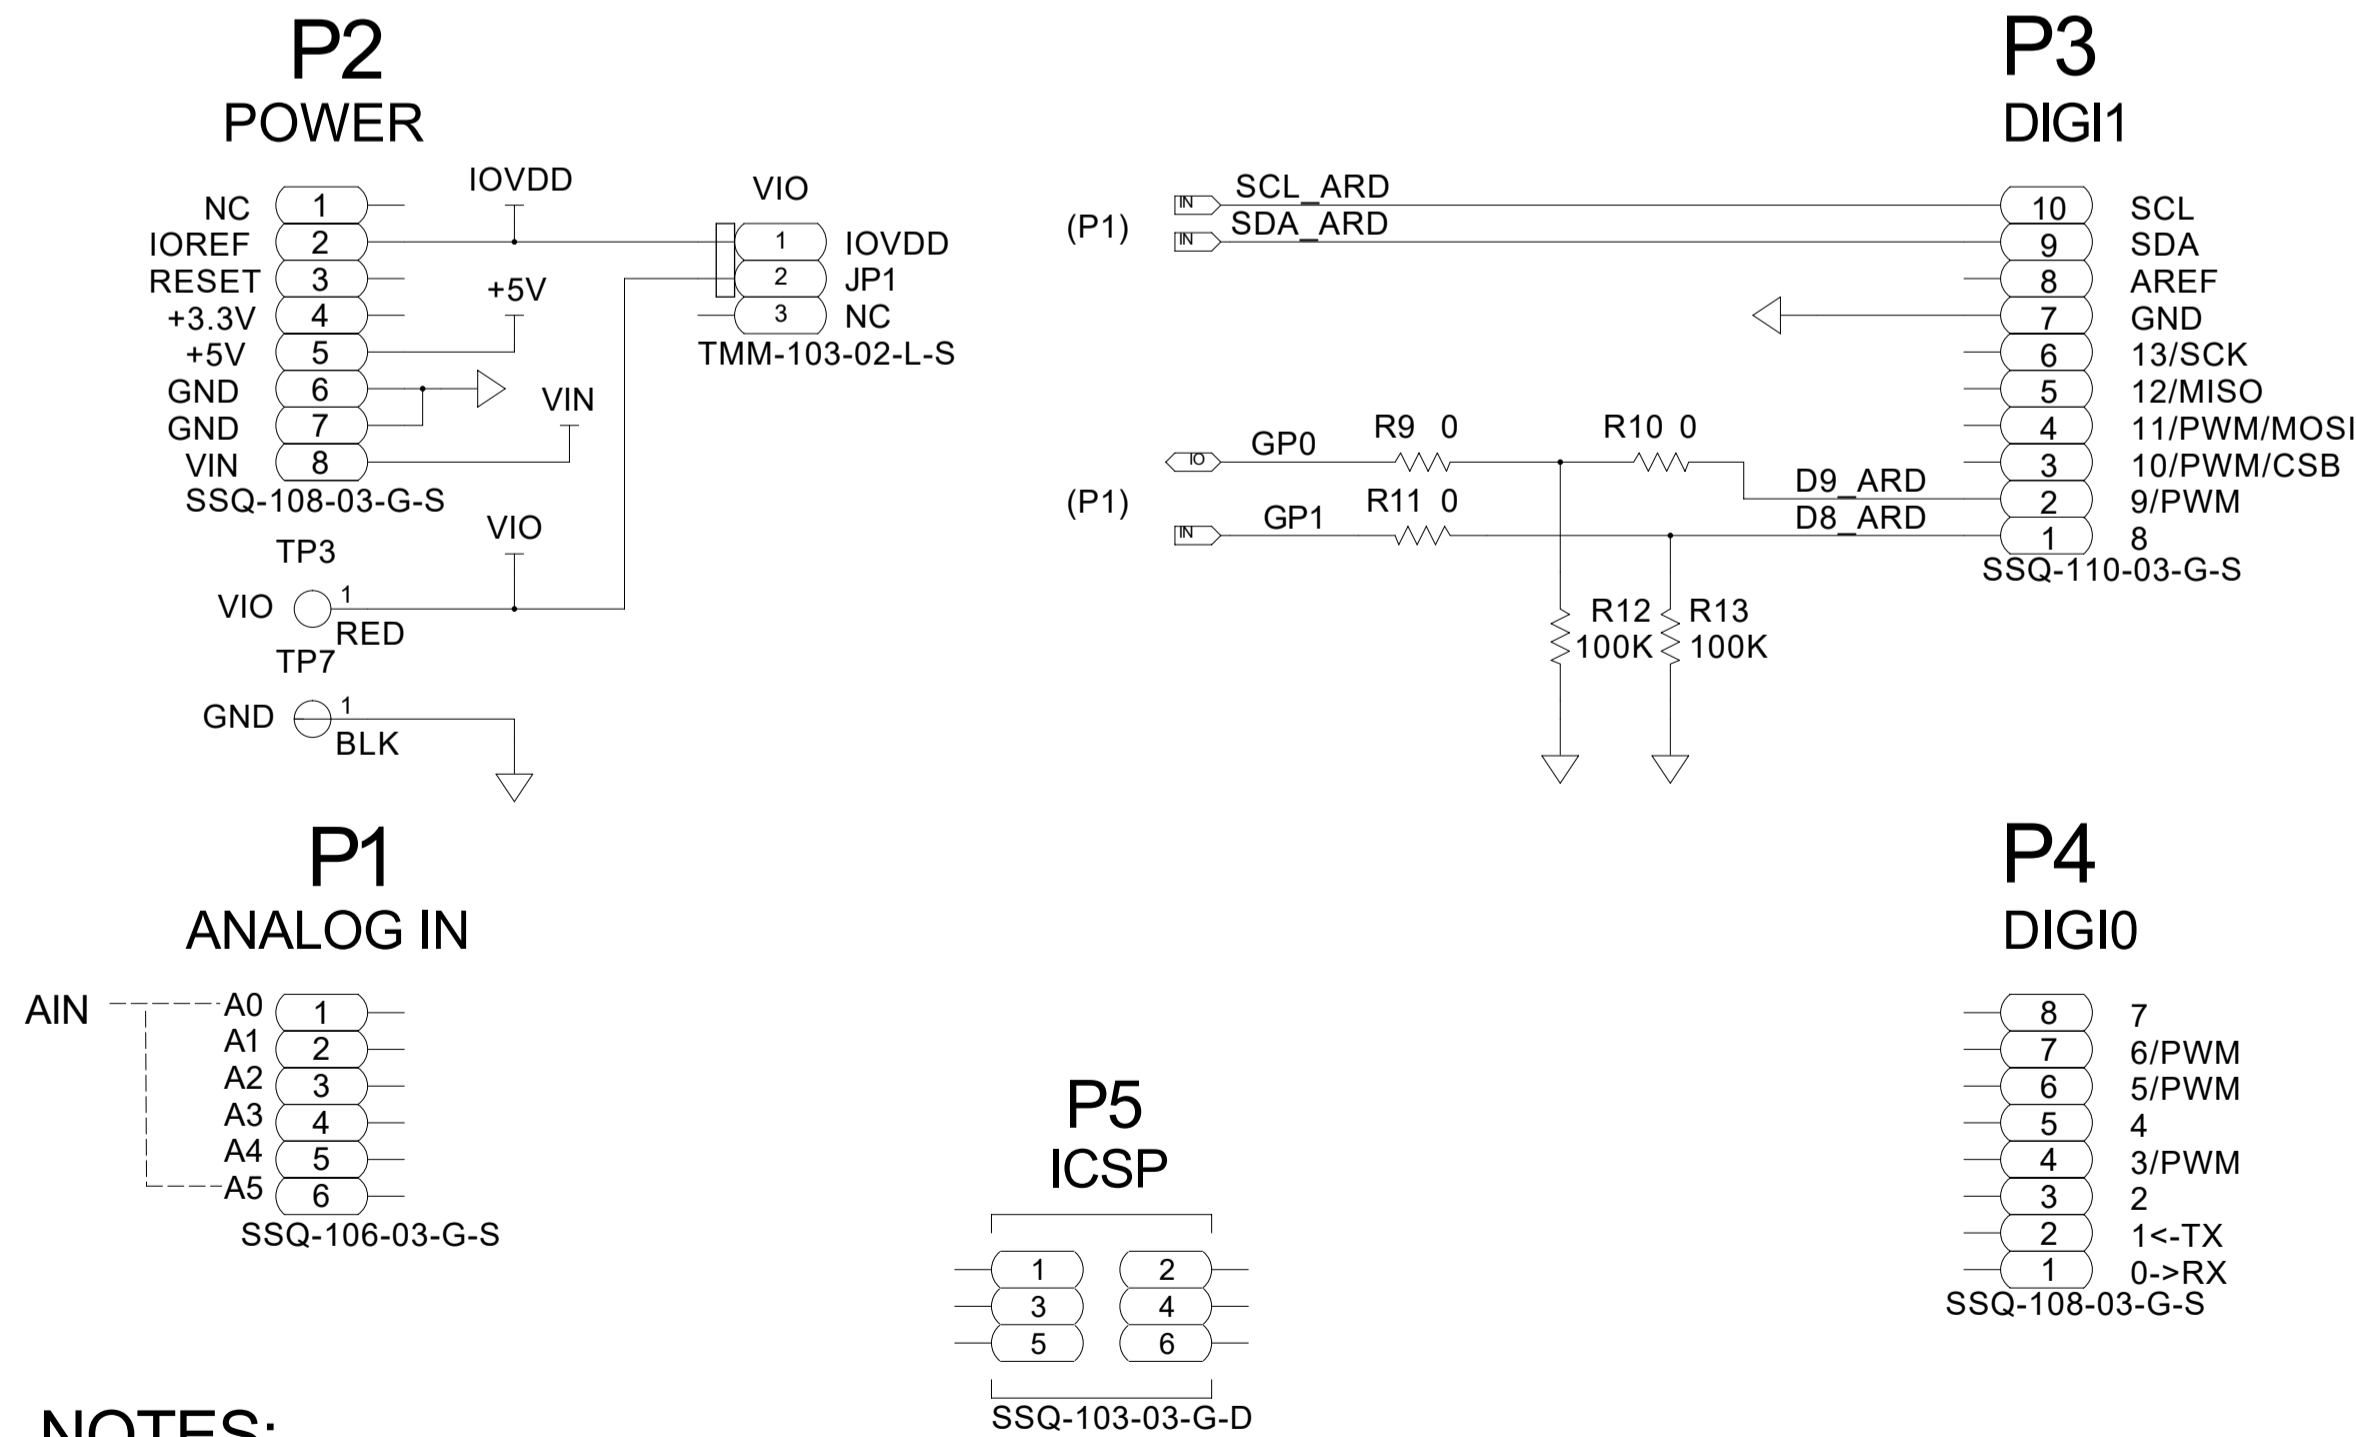 P2
POWER
NC 1
IOREF 2
RESET 3
+3.3V 4
+5V 5
GND 6
GND 7
VIN 8
SSQ-108-03-G-S
IOVDD
+5V
VIN
VIO
1 IOVDD
2 JP1
3 NC
TMM-103-02-L-S
VIO
TP3
VIO 1
RED
TP7
GND 1
BLK
P3
DIGI1
(P1)
IN SCL_ARD
IN SDA_ARD
10 SCL
9 SDA
8 AREF
7 GND
6 13/SCK
5 12/MISO
4 11/PWM/MOSI
3 10/PWM/CSB
2 9/PWM
1 8
SSQ-110-03-G-S
(P1)
IO GP0 R9 0 R10 0 D9_ARD
IN GP1 R11 0 D8_ARD
R12
100K
R13
100K
P1
ANALOG IN
AIN
A0 1
A1 2
A2 3
A3 4
A4 5
A5 6
SSQ-106-03-G-S
P5
ICSP
1 2
3 4
5 6
SSQ-103-03-G-D
P4
DIGI0
8 7
7 6/PWM
6 5/PWM
5 4
4 3/PWM
3 2
2 1<-TX
1 0->RX
SSQ-108-03-G-S
NOTES: